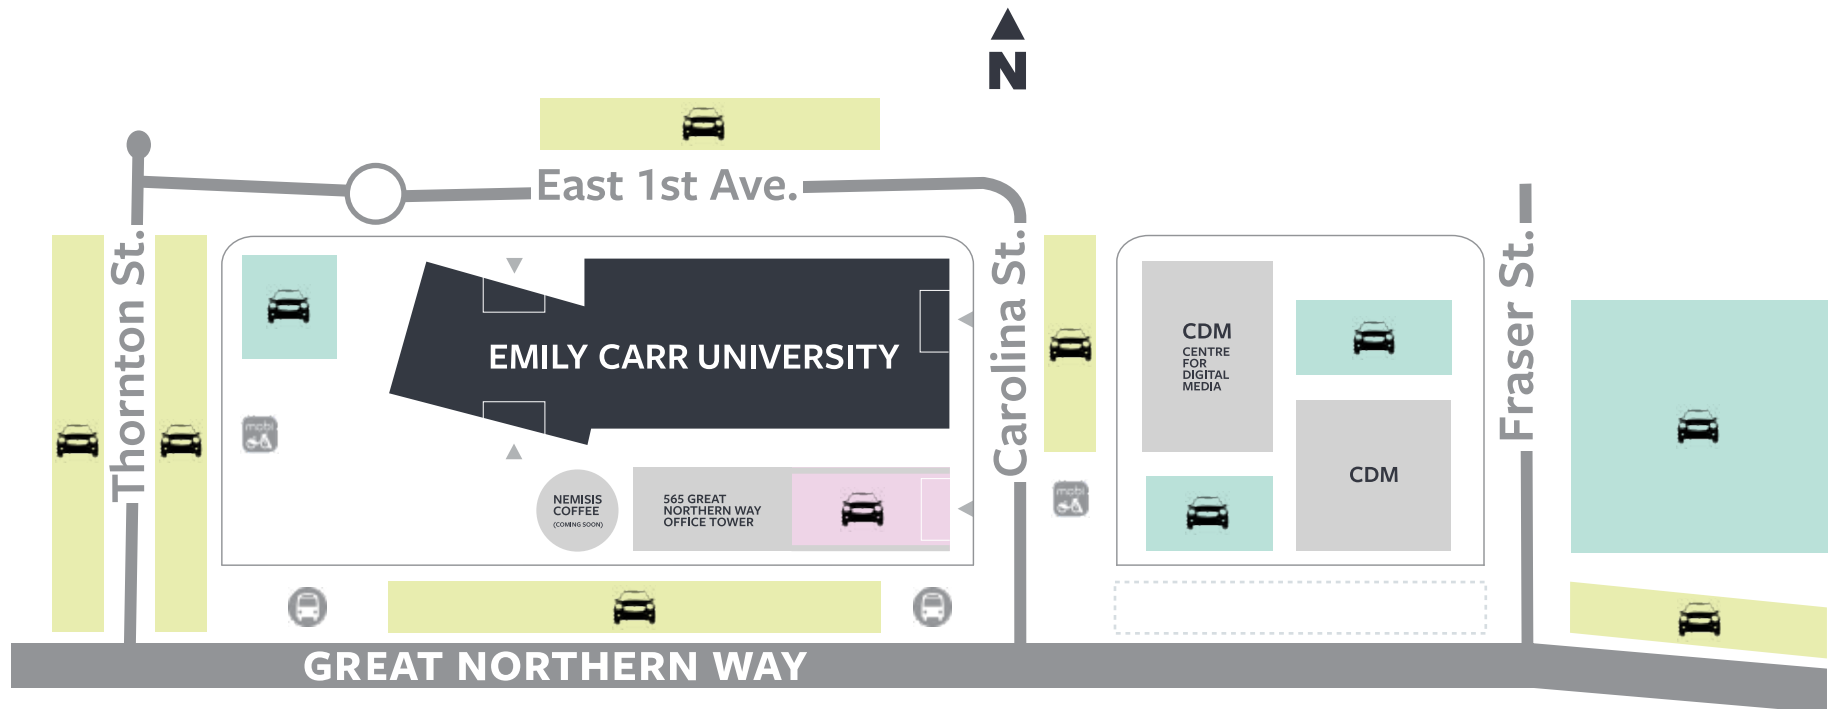 N
East 1st Ave.
Thornton St.
Carolina St.
Fraser St.
EMILY CARR UNIVERSITY
CDM
CENTRE
FOR
DIGITAL
MEDIA
mobi
CDM
mobi
NEMISIS
COFFEE
(COMING SOON)
565 GREAT
NORTHERN WAY
OFFICE TOWER
GREAT NORTHERN WAY